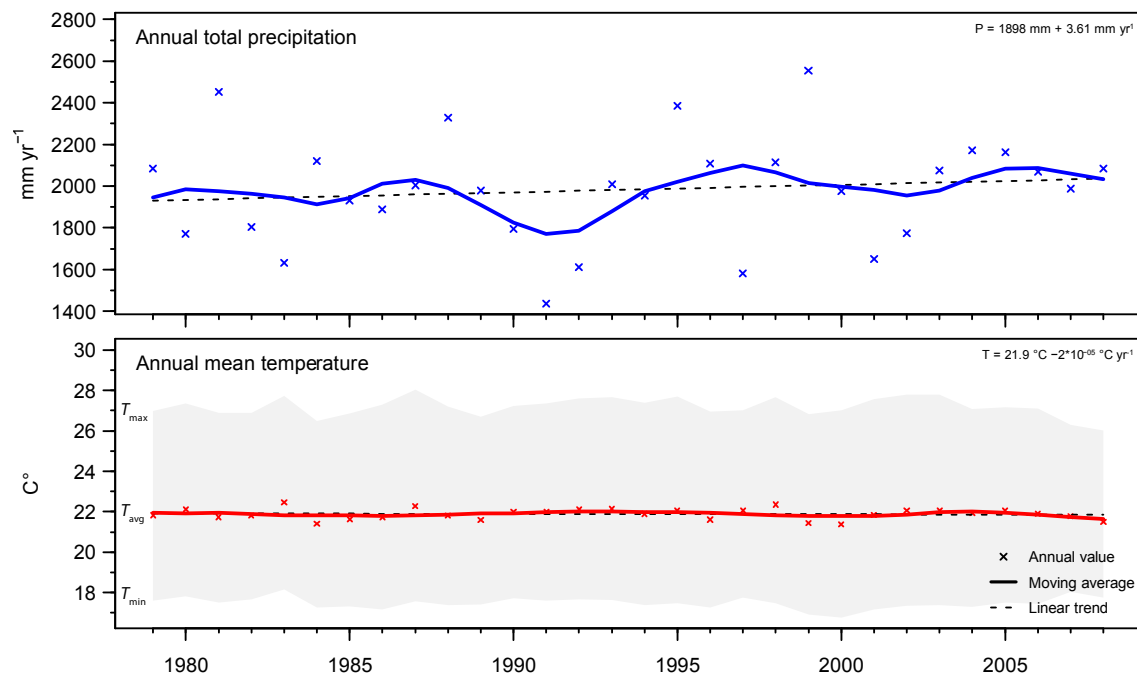 Annual total precipitation
P = 1898 mm + 3.61 mm yr¹
mm yr⁻¹
2800
2600
2400
2200
2000
1800
1600
1400
Annual mean temperature
T = 21.9 °C −2*10⁻⁰⁵ °C yr⁻¹
C°
30
28
26
24
22
20
18
Tmax
Tavg
Tmin
Annual value
Moving average
Linear trend
1980 1985 1990 1995 2000 2005